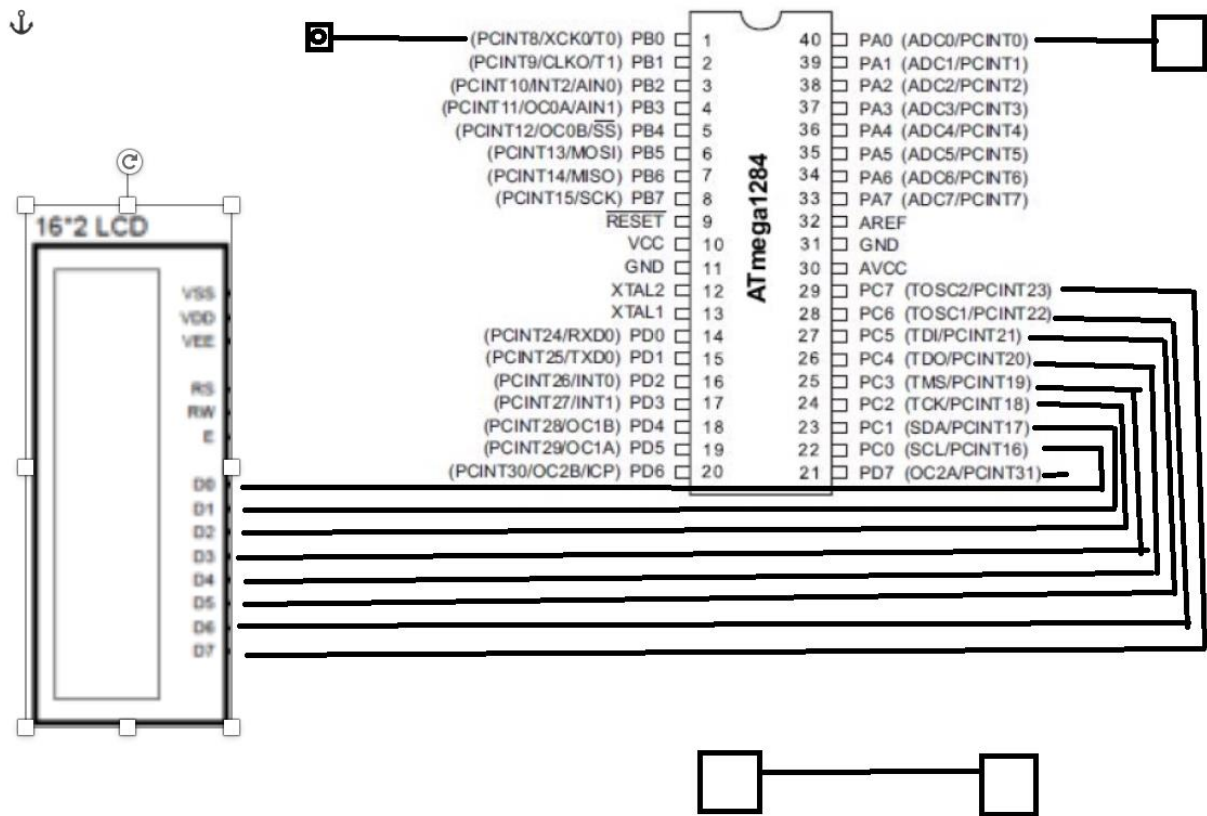 (PCINT8/XCK0/T0) PB0 1 40 PA0 (ADC0/PCINT0)
(PCINT9/CLKO/T1) PB1 2 39 PA1 (ADC1/PCINT1)
(PCINT10/INT2/AIN0) PB2 3 38 PA2 (ADC2/PCINT2)
(PCINT11/OC0A/AIN1) PB3 4 37 PA3 (ADC3/PCINT3)
(PCINT12/OC0B/SS) PB4 5 36 PA4 (ADC4/PCINT4)
(PCINT13/MOSI) PB5 6 35 PA5 (ADC5/PCINT5)
(PCINT14/MISO) PB6 7 34 PA6 (ADC6/PCINT6)
(PCINT15/SCK) PB7 8 33 PA7 (ADC7/PCINT7)
RESET 9 32 AREF
VCC 10 31 GND
GND 11 30 AVCC
XTAL2 12 29 PC7 (TOSC2/PCINT23)
XTAL1 13 28 PC6 (TOSC1/PCINT22)
(PCINT24/RXD0) PD0 14 27 PC5 (TDI/PCINT21)
(PCINT25/TXD0) PD1 15 26 PC4 (TDO/PCINT20)
(PCINT26/INT0) PD2 16 25 PC3 (TMS/PCINT19)
(PCINT27/INT1) PD3 17 24 PC2 (TCK/PCINT18)
(PCINT28/OC1B) PD4 18 23 PC1 (SDA/PCINT17)
(PCINT29/OC1A) PD5 19 22 PC0 (SCL/PCINT16)
(PCINT30/OC2B/ICP) PD6 20 21 PD7 (OC2A/PCINT31)
ATmega1284
16*2 LCD
VSS
VDD
VEE
RS
RW
E
D0
D1
D2
D3
D4
D5
D6
D7